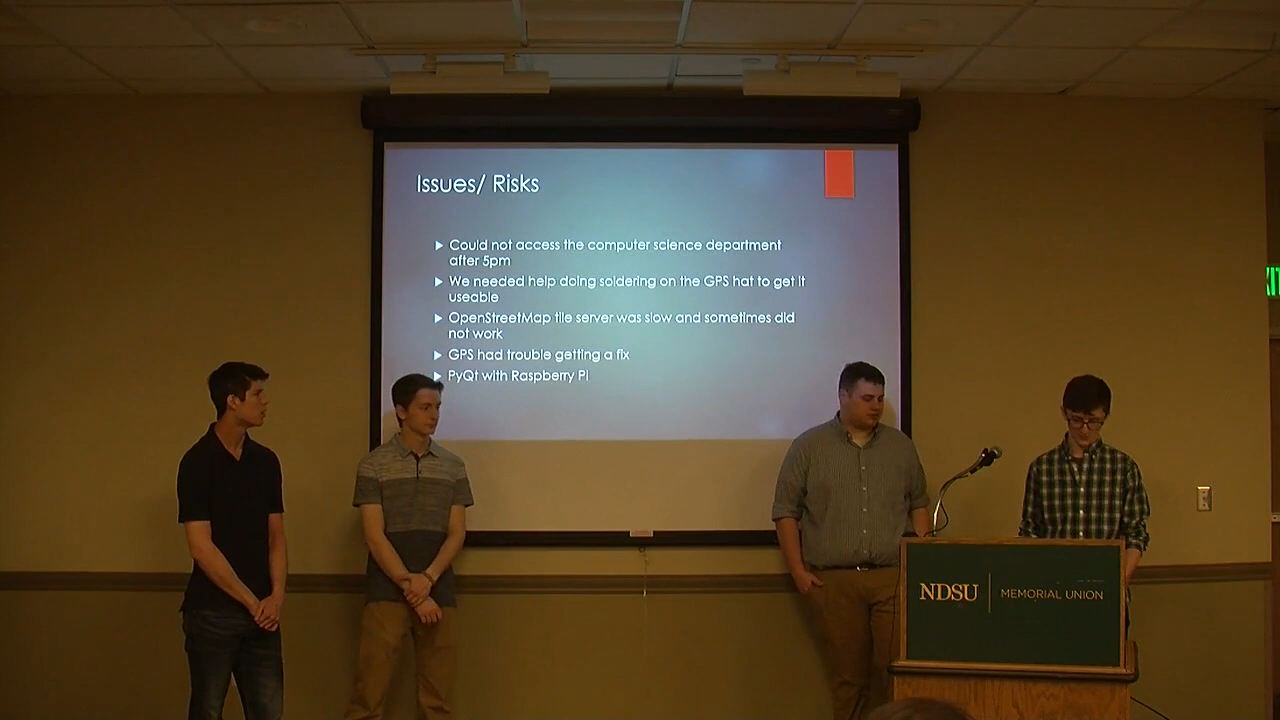 Issues/ Risks
Could not access the computer science department
after 5pm
We needed help doing soldering on the GPS hat to get it
useable
OpenStreetMap tile server was slow and sometimes did
not work
GPS had trouble getting a fix
PyQt with Raspberry Pi
NDSU MEMORIAL UNION